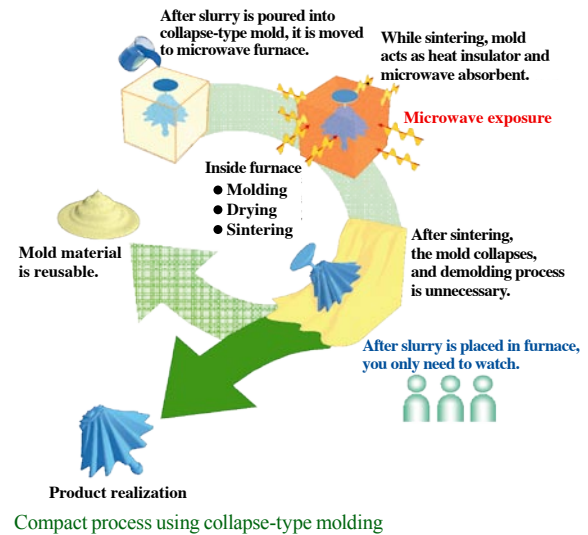 After slurry is poured into
collapse-type mold, it is moved
to microwave furnace.
While sintering, mold
acts as heat insulator and
microwave absorbent.
Microwave exposure
Inside furnace
● Molding
● Drying
● Sintering
Mold material
is reusable.
After sintering,
the mold collapses,
and demolding process
is unnecessary.
After slurry is placed in furnace,
you only need to watch.
Product realization
Compact process using collapse-type molding